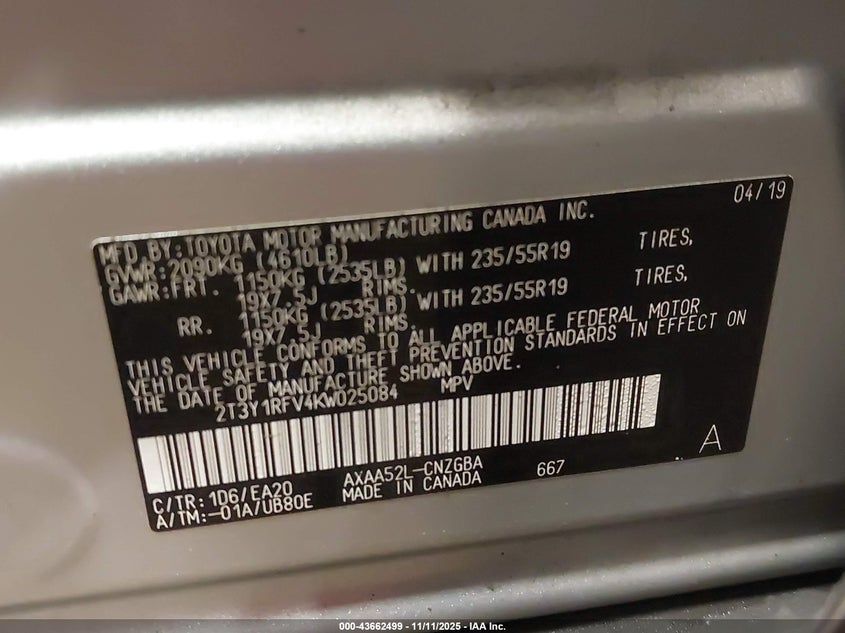 04/19
MFD.BY:TOYOTA MOTOR MANUFACTURING CANADA INC.
GVWR:2090KG (4610LB)
GAWR:FRT. 1150KG (2535LB) WITH 235/55R19 TIRES,
19X7.5J RIMS.
RR. 1150KG (2535LB) WITH 235/55R19 TIRES,
19X7.5J RIMS.
THIS VEHICLE CONFORMS TO ALL APPLICABLE FEDERAL MOTOR
VEHICLE SAFETY AND THEFT PREVENTION STANDARDS IN EFFECT ON
THE DATE OF MANUFACTURE SHOWN ABOVE.
2T3Y1RFV4KW025084 MPV
A
C/TR:1D6/EA20 AXAA52L-CNZGBA 667
A/TM:-01A/UB80E MADE IN CANADA
000-43662499 - 11/11/2025 - IAA Inc.